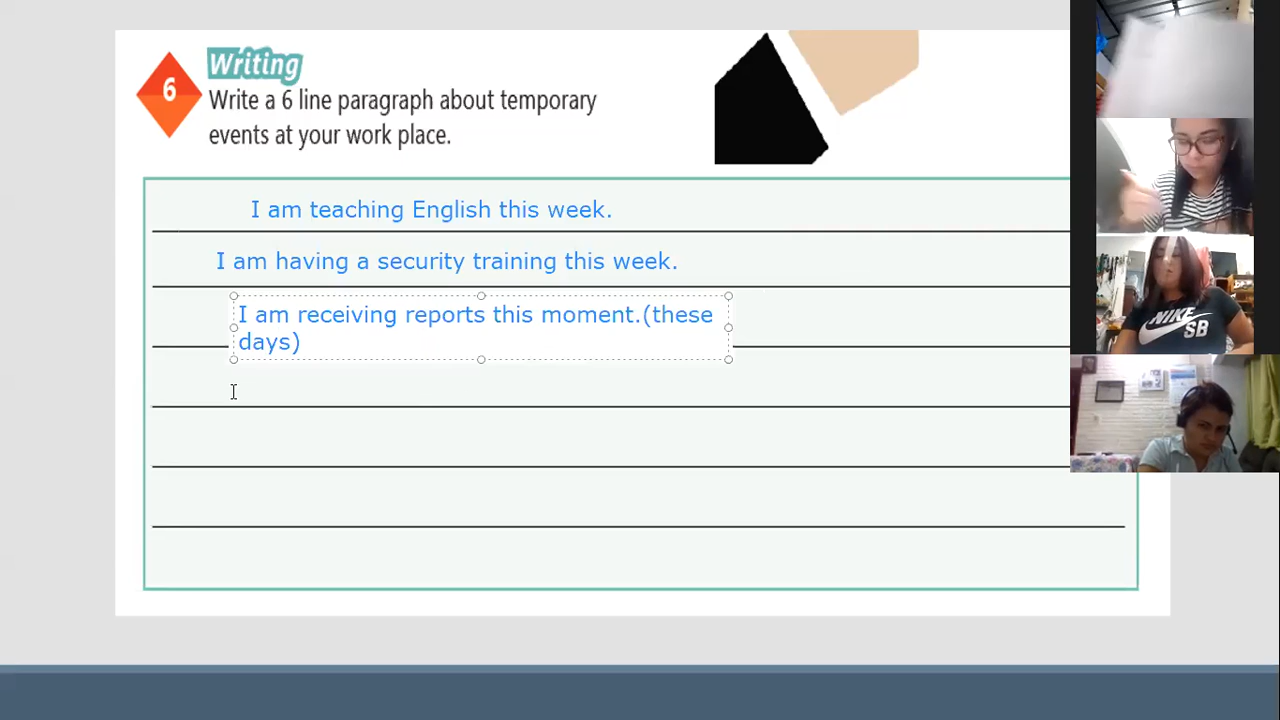 6
Writing
Write a 6 line paragraph about temporary
events at your work place.
I am teaching English this week.
I am having a security training this week.
I am receiving reports this moment.(these
days)
NIKE
SB